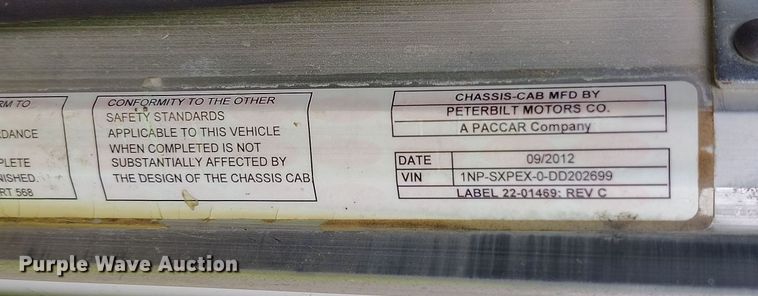 RM TO
RDANCE
PLETE
NISHED.
RT 568
CONFORMITY TO THE OTHER
SAFETY STANDARDS
APPLICABLE TO THIS VEHICLE
WHEN COMPLETED IS NOT
SUBSTANTIALLY AFFECTED BY
THE DESIGN OF THE CHASSIS CAB
CHASSIS-CAB MFD BY
PETERBILT MOTORS CO.
A PACCAR Company
DATE 09/2012
VIN 1NP-SXPEX-0-DD202699
LABEL 22-01469: REV C
Purple Wave Auction